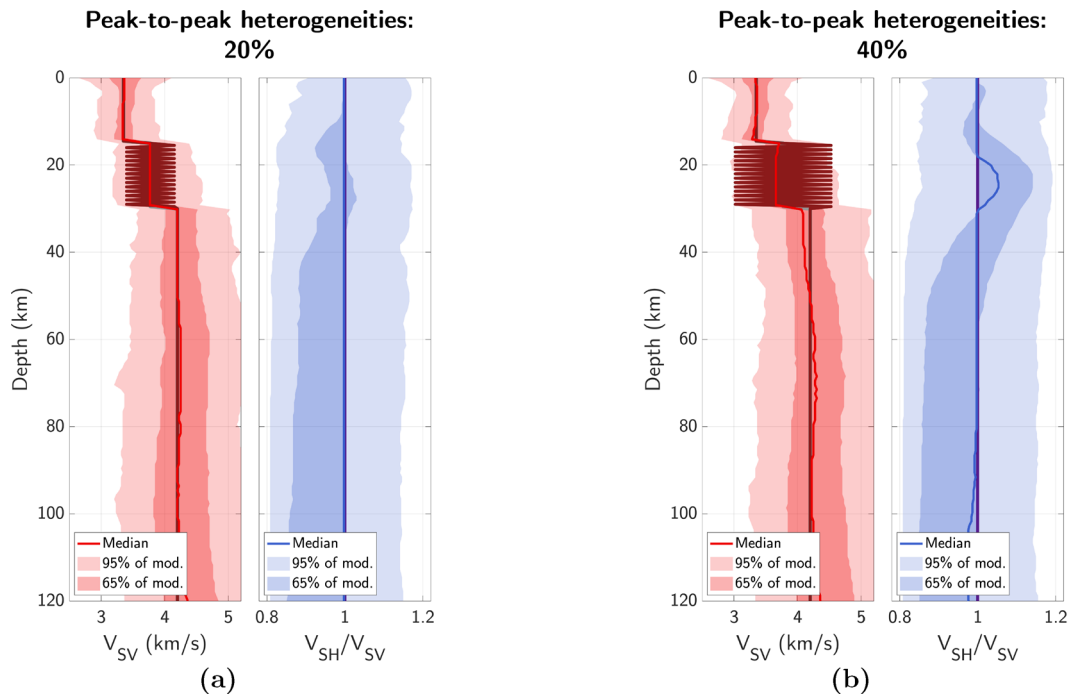 Peak-to-peak heterogeneities:
20%
0
20
40
60
80
100
120
Depth (km)
3
4
5
V_SV (km/s)
Median
95% of mod.
65% of mod.
0.8
1
1.2
V_SH/V_SV
Median
95% of mod.
65% of mod.
(a)
Peak-to-peak heterogeneities:
40%
0
20
40
60
80
100
120
Depth (km)
3
4
5
V_SV (km/s)
Median
95% of mod.
65% of mod.
0.8
1
1.2
V_SH/V_SV
Median
95% of mod.
65% of mod.
(b)